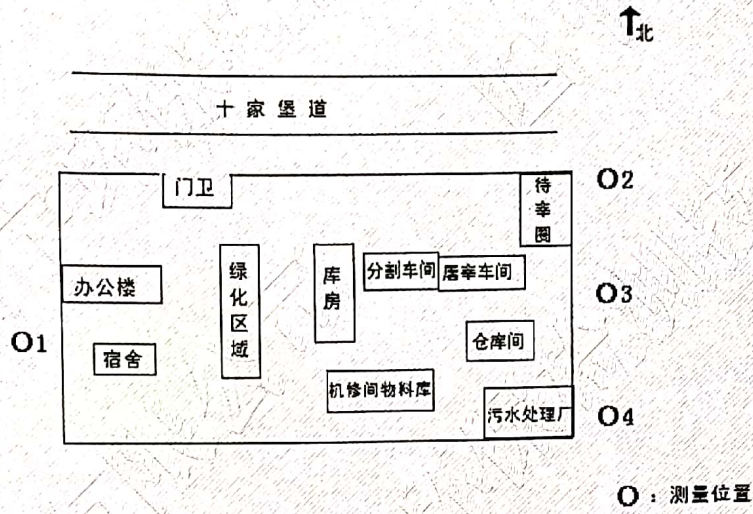 北
十家堡道
门卫
O2
待宰圈
办公楼
绿化区域
库房
分割车间
屠宰车间
O3
O1
宿舍
仓库间
机修间物料库
污水处理厂
O4
O：测量位置